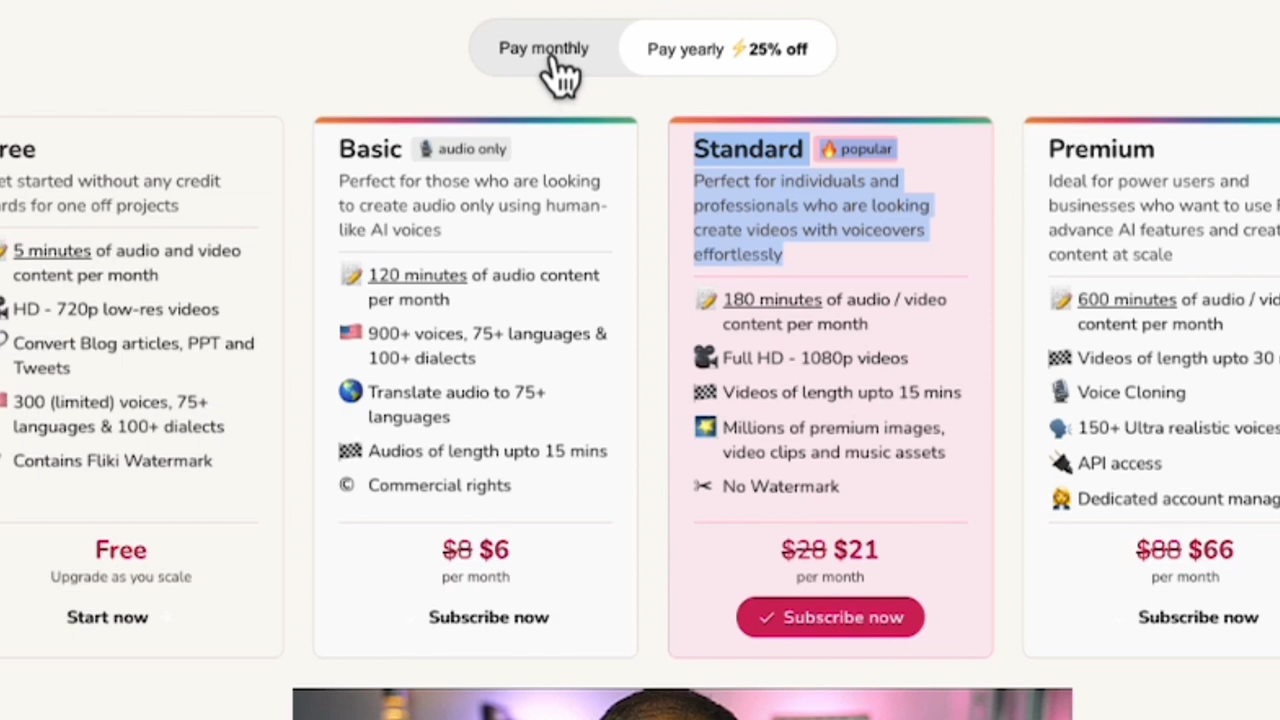 Pay monthly
Pay yearly ⚡25% off
ree
et started without any credit
rds for one off projects
5 minutes of audio and video
content per month
HD - 720p low-res videos
Convert Blog articles, PPT and
Tweets
300 (limited) voices, 75+
languages & 100+ dialects
Contains Fliki Watermark
Free
Upgrade as you scale
Start now
Basic audio only
Perfect for those who are looking
to create audio only using human-
like AI voices
120 minutes of audio content
per month
900+ voices, 75+ languages &
100+ dialects
Translate audio to 75+
languages
Audios of length upto 15 mins
© Commercial rights
$8 $6
per month
Subscribe now
Standard popular
Perfect for individuals and
professionals who are looking
create videos with voiceovers
effortlessly
180 minutes of audio / video
content per month
Full HD - 1080p videos
Videos of length upto 15 mins
Millions of premium images,
video clips and music assets
No Watermark
$28 $21
per month
Subscribe now
Premium
Ideal for power users and
businesses who want to use
advance AI features and creat
content at scale
600 minutes of audio / vid
content per month
Videos of length upto 30
Voice Cloning
150+ Ultra realistic voices
API access
Dedicated account manag
$88 $66
per month
Subscribe now